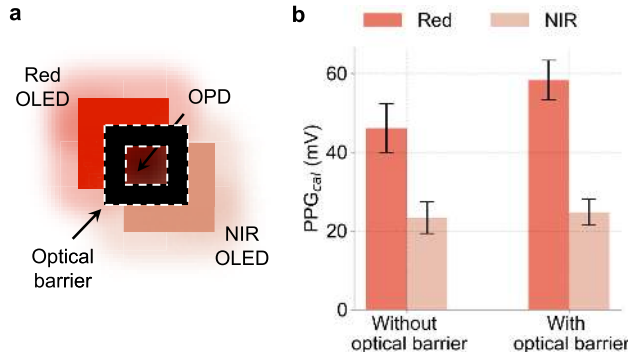 a
Red
OLED
OPD
Optical
barrier
NIR
OLED
b
Red
NIR
PPGcal (mV)
60
40
20
0
Without
optical barrier
With
optical barrier